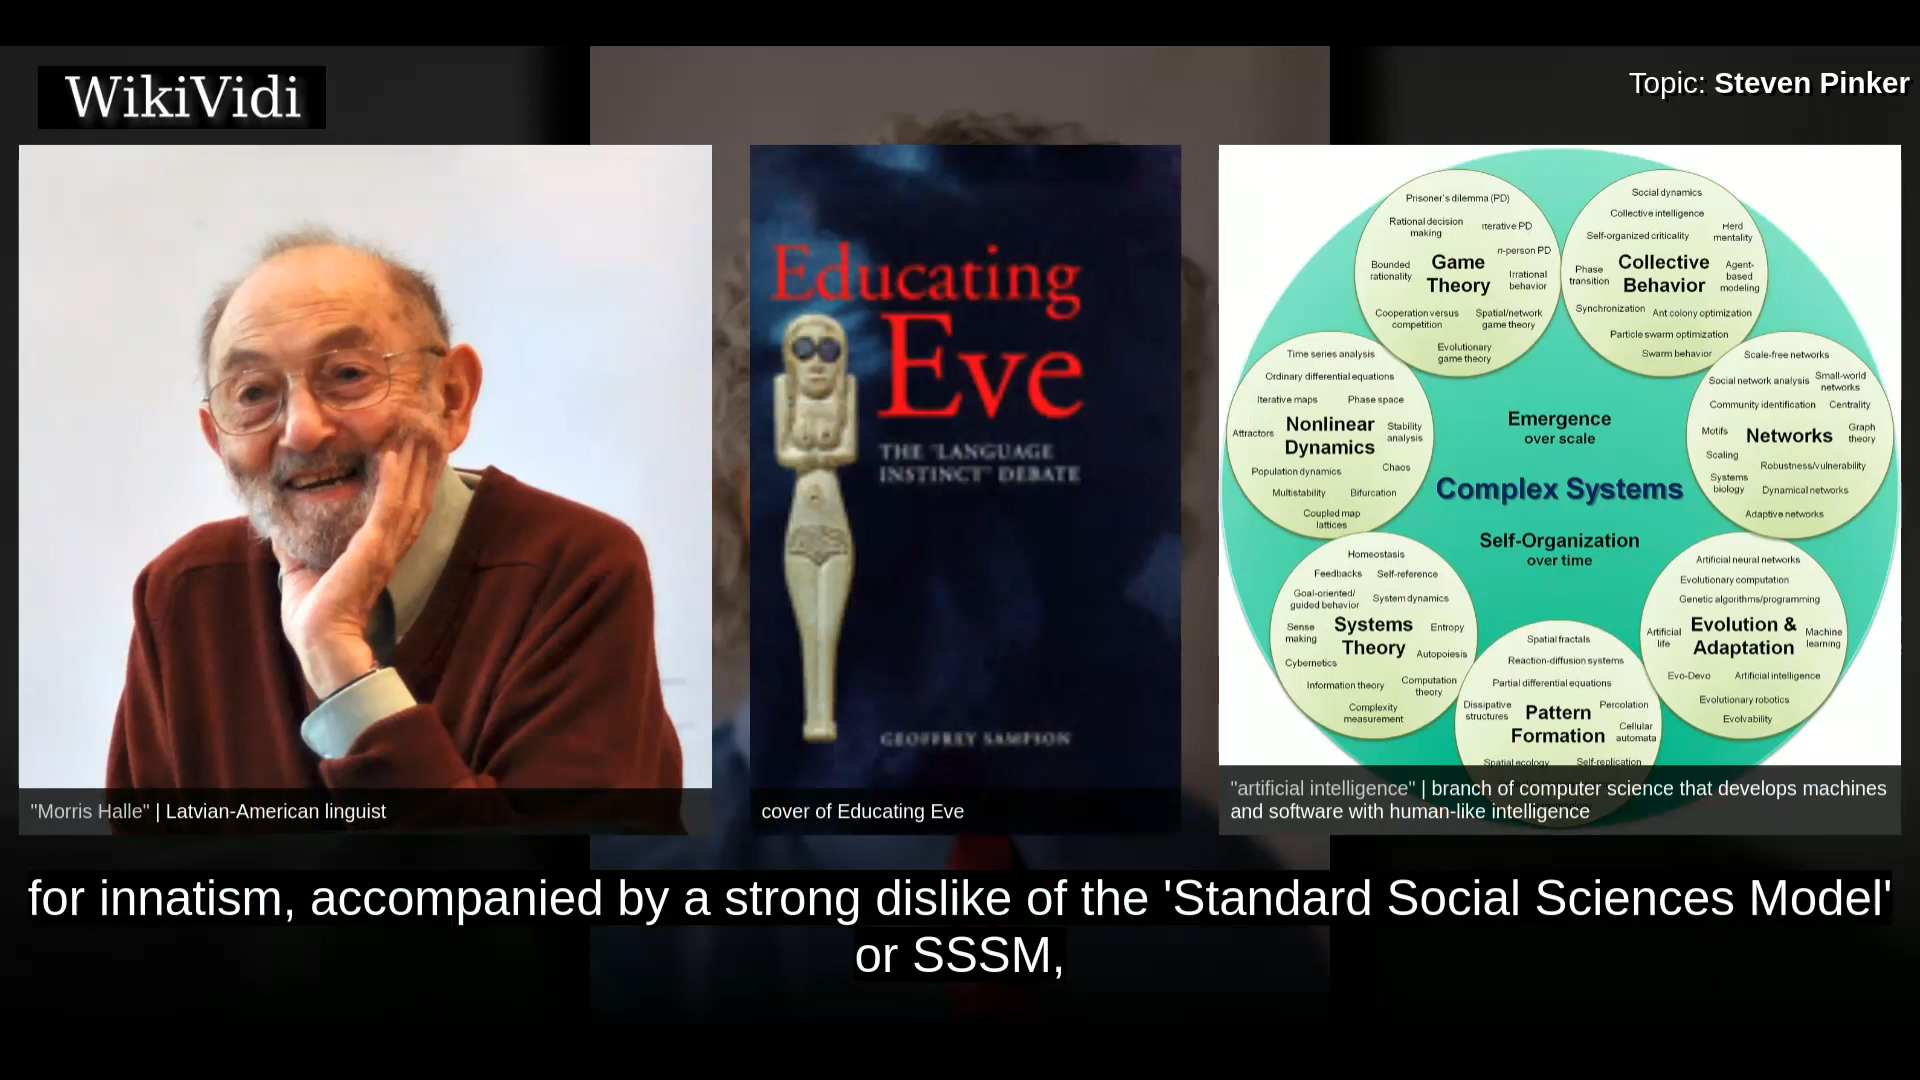 WikiVidi
Topic: Steven Pinker
Educating
Eve
THE "LANGUAGE
INSTINCT" DEBATE
GEOFFREY SAMPSON
"Morris Halle" | Latvian-American linguist
cover of Educating Eve
Prisoner's dilemma (PD)
Rational decision
making
Iterative PD
n-person PD
Bounded
rationality
Game
Theory
Irrational
behavior
Cooperation versus
competition
Spatial/network
game theory
Evolutionary
game theory
Social dynamics
Collective intelligence
Self-organized criticality
Herd
mentality
Phase
transition
Collective
Behavior
Agent-
based
modeling
Synchronization
Ant colony optimization
Particle swarm optimization
Swarm behavior
Time series analysis
Ordinary differential equations
Iterative maps
Phase space
Attractors
Nonlinear
Dynamics
Stability
analysis
Population dynamics
Chaos
Multistability
Bifurcation
Coupled map
lattices
Emergence
over scale
Complex Systems
Self-Organization
over time
Scale-free networks
Social network analysis
Small-world
networks
Community identification
Centrality
Motifs
Networks
Graph
theory
Scaling
Robustness/vulnerability
Systems
biology
Dynamical networks
Adaptive networks
Homeostasis
Feedbacks
Self-reference
Goal-oriented/
guided behavior
System dynamics
Sense
making
Systems
Theory
Entropy
Autopoiesis
Cybernetics
Information theory
Computation
theory
Complexity
measurement
Artificial neural networks
Evolutionary computation
Genetic algorithms/programming
Artificial
life
Evolution &
Adaptation
Machine
learning
Evo-Devo
Artificial intelligence
Evolutionary robotics
Evolvability
Spatial fractals
Reaction-diffusion systems
Partial differential equations
Dissipative
structures
Pattern
Formation
Percolation
Cellular
automata
Spatial ecology
Self-replication
"artificial intelligence" | branch of computer science that develops machines
and software with human-like intelligence
for innatism, accompanied by a strong dislike of the 'Standard Social Sciences Model'
or SSSM,